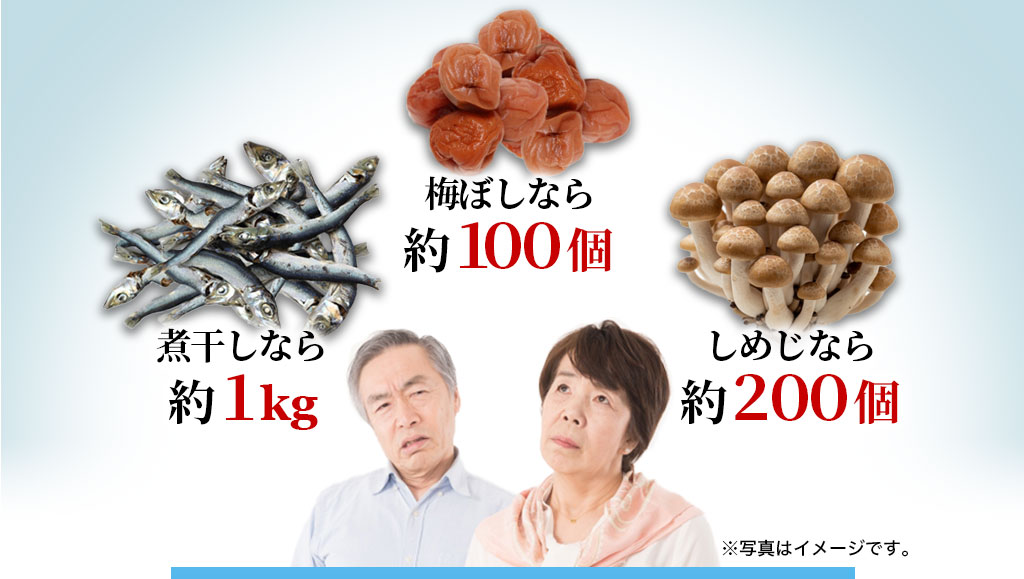 梅ぼしなら
約100個
煮干しなら
約1kg
しめじなら
約200個
※写真はイメージです。